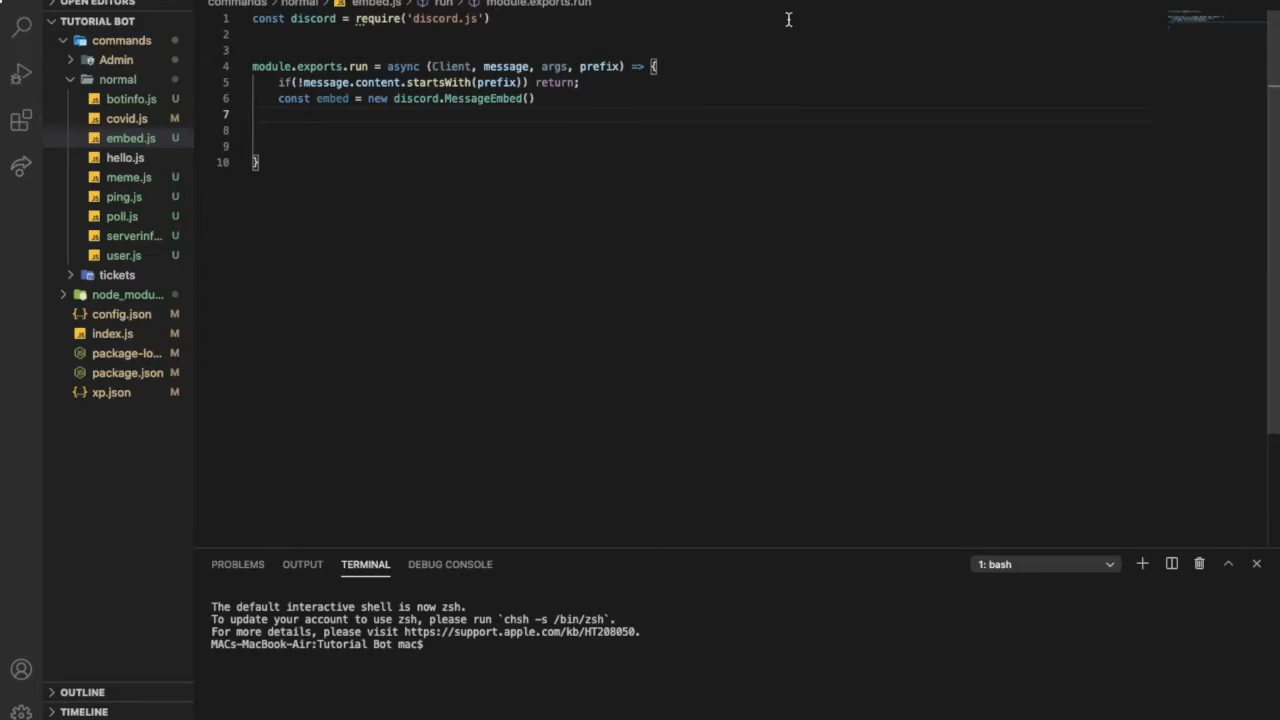 OPEN EDITORS
TUTORIAL BOT
commands
Admin
normal
botinfo.js U
covid.js M
embed.js U
hello.js
meme.js U
ping.js U
poll.js U
serverinf... U
user.js U
tickets
node_modu...
config.json M
index.js M
package-lo... M
package.json M
xp.json M
OUTLINE
TIMELINE
commands > normal > embed.js > run > module.exports.run
1 const discord = require('discord.js')
2
3
4 module.exports.run = async (Client, message, args, prefix) => {
5 if(!message.content.startsWith(prefix)) return;
6 const embed = new discord.MessageEmbed()
7
8
9
10 }
PROBLEMS OUTPUT TERMINAL DEBUG CONSOLE 1: bash
The default interactive shell is now zsh.
To update your account to use zsh, please run `chsh -s /bin/zsh`.
For more details, please visit https://support.apple.com/kb/HT208050.
MACs-MacBook-Air:Tutorial Bot mac$